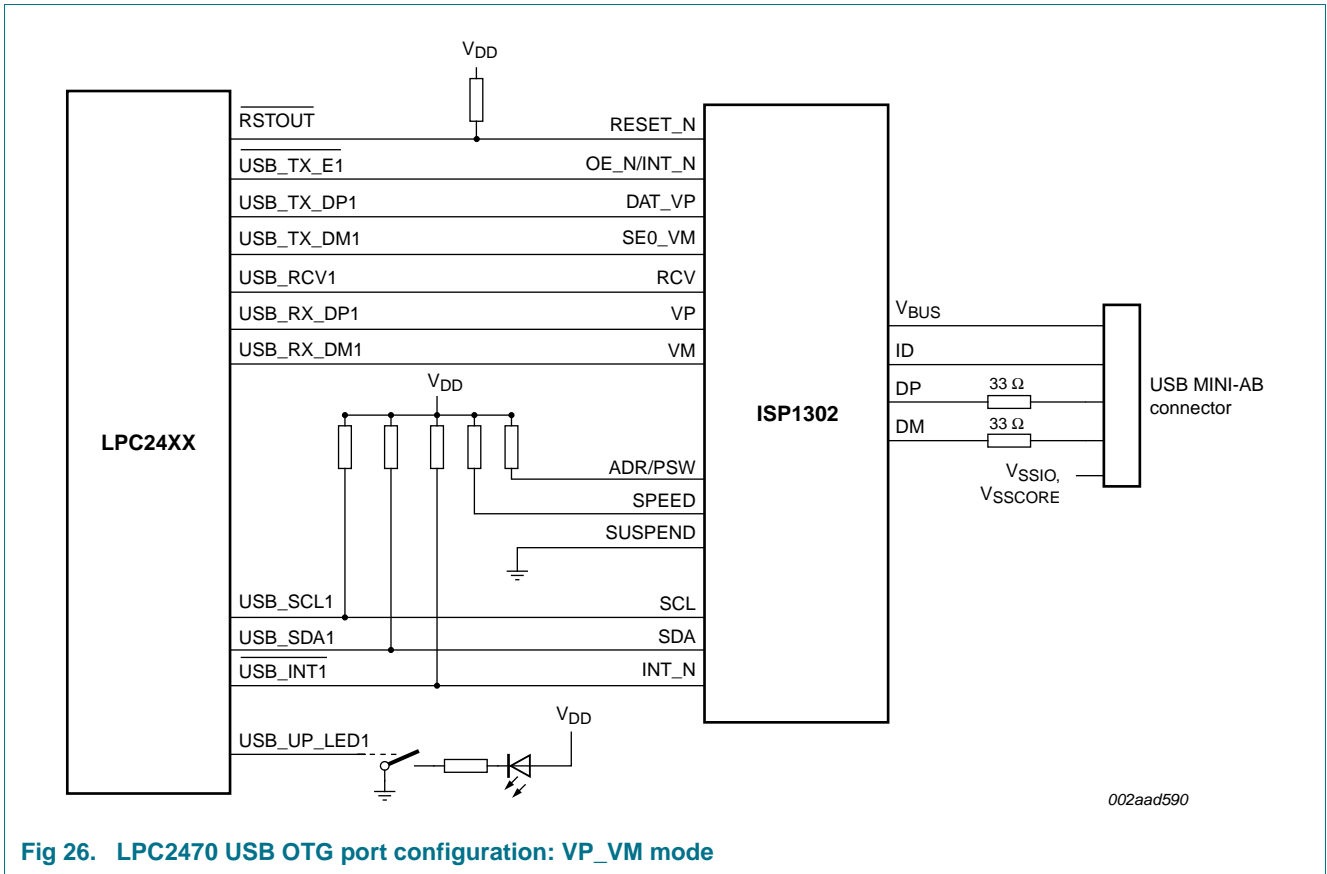 VDD
RSTOUT RESET_N
USB_TX_E1 OE_N/INT_N
USB_TX_DP1 DAT_VP
USB_TX_DM1 SE0_VM
USB_RCV1 RCV
USB_RX_DP1 VP
USB_RX_DM1 VM
VBUS
ID
DP 33 Ω
DM 33 Ω
USB MINI-AB
connector
VSSIO,
VSSCORE
LPC24XX
ISP1302
VDD
ADR/PSW
SPEED
SUSPEND
USB_SCL1 SCL
USB_SDA1 SDA
USB_INT1 INT_N
VDD
USB_UP_LED1
002aad590
Fig 26. LPC2470 USB OTG port configuration: VP_VM mode